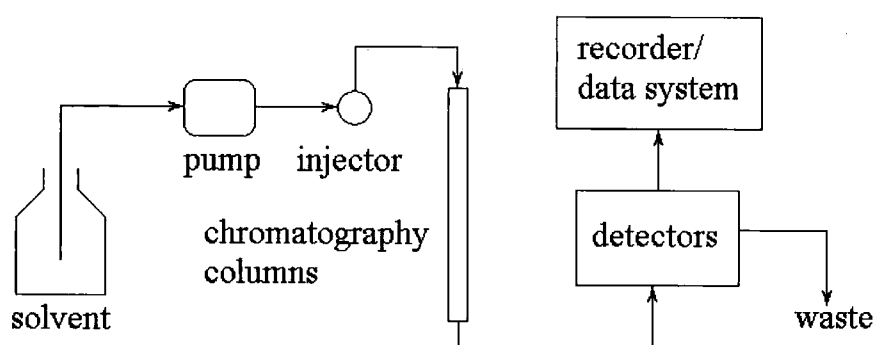 recorder/
data system
pump
injector
chromatography
columns
detectors
solvent
waste